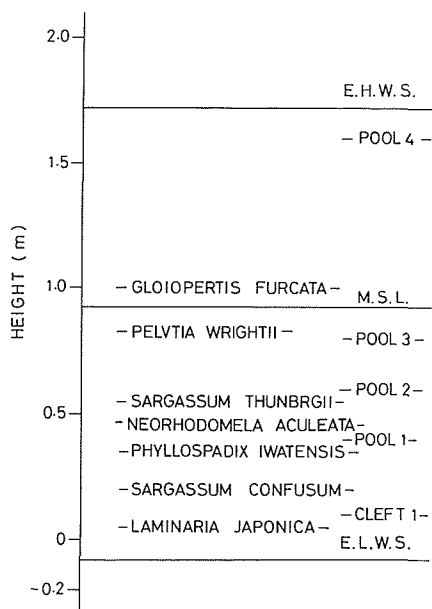 2.0
E.H.W.S.
POOL 4
1.5
HEIGHT (m)
1.0
GLOIOPERTIS FURCATA
M.S.L.
PELVTIA WRIGHTII
POOL 3
POOL 2
SARGASSUM THUNBRGII
0.5
NEORHODOMELA ACULEATA
POOL 1
PHYLLOSPADIX IWATENSIS
SARGASSUM CONFUSUM
CLEFT 1
LAMINARIA JAPONICA
0
E.L.W.S.
-0.2